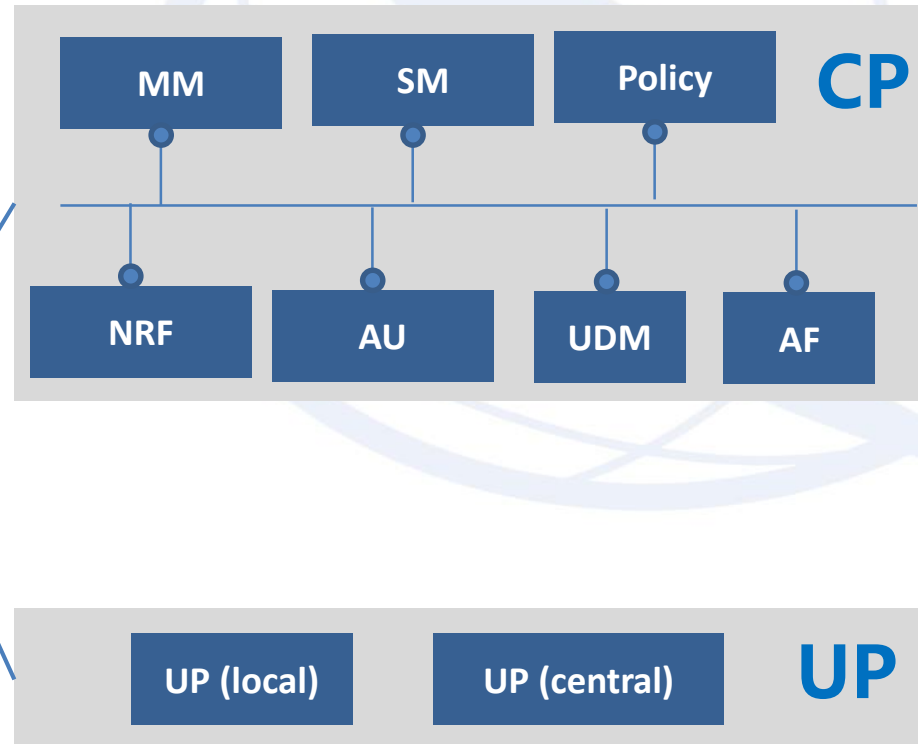 MM
SM
Policy
CP
NRF
AU
UDM
AF
UP (local)
UP (central)
UP